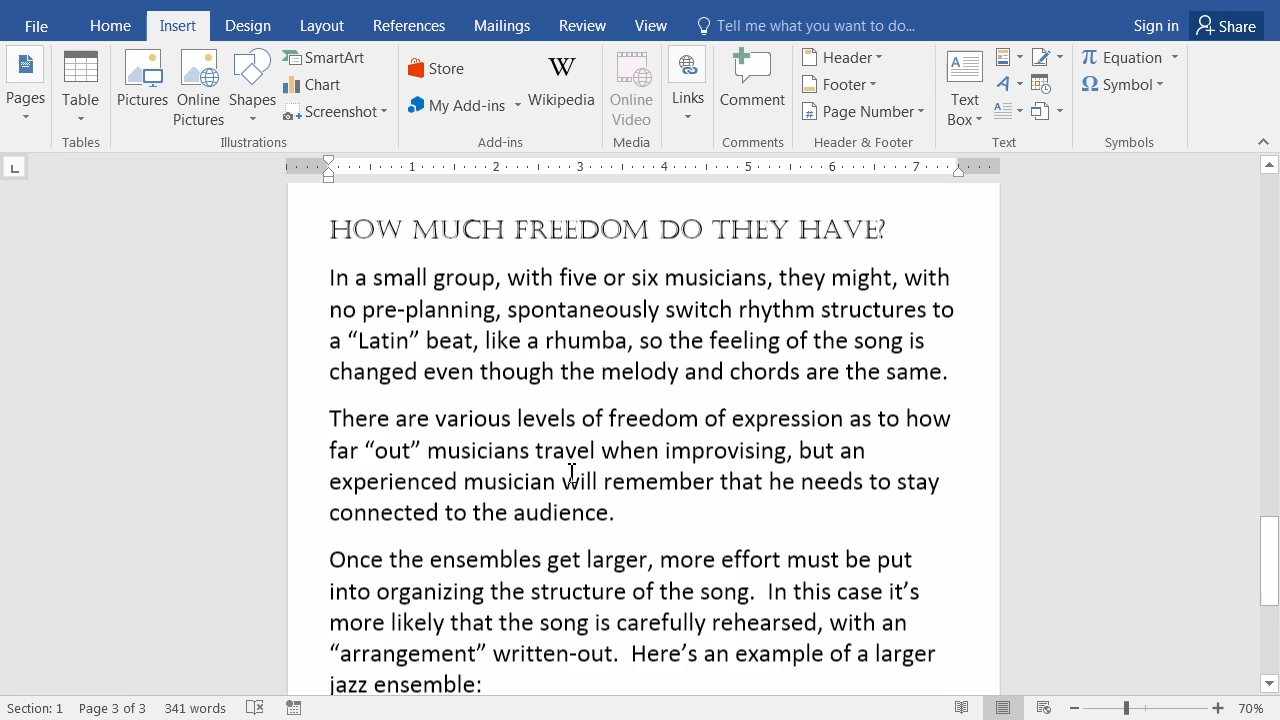 File Home Insert Design Layout References Mailings Review View Tell me what you want to do... Sign in Share
Pages Table Pictures Online Pictures Shapes SmartArt Chart Screenshot Store My Add-ins Wikipedia Online Video Links Comment Header Footer Page Number Text Box Equation Symbol
Tables Illustrations Add-ins Media Comments Header & Footer Text Symbols
L 1 2 3 4 5 6 7
HOW MUCH FREEDOM DO THEY HAVE?
In a small group, with five or six musicians, they might, with
no pre-planning, spontaneously switch rhythm structures to
a “Latin” beat, like a rhumba, so the feeling of the song is
changed even though the melody and chords are the same.
There are various levels of freedom of expression as to how
far “out” musicians travel when improvising, but an
experienced musician will remember that he needs to stay
connected to the audience.
Once the ensembles get larger, more effort must be put
into organizing the structure of the song.  In this case it’s
more likely that the song is carefully rehearsed, with an
“arrangement” written-out.  Here’s an example of a larger
jazz ensemble:
Section: 1 Page 3 of 3 341 words 70%